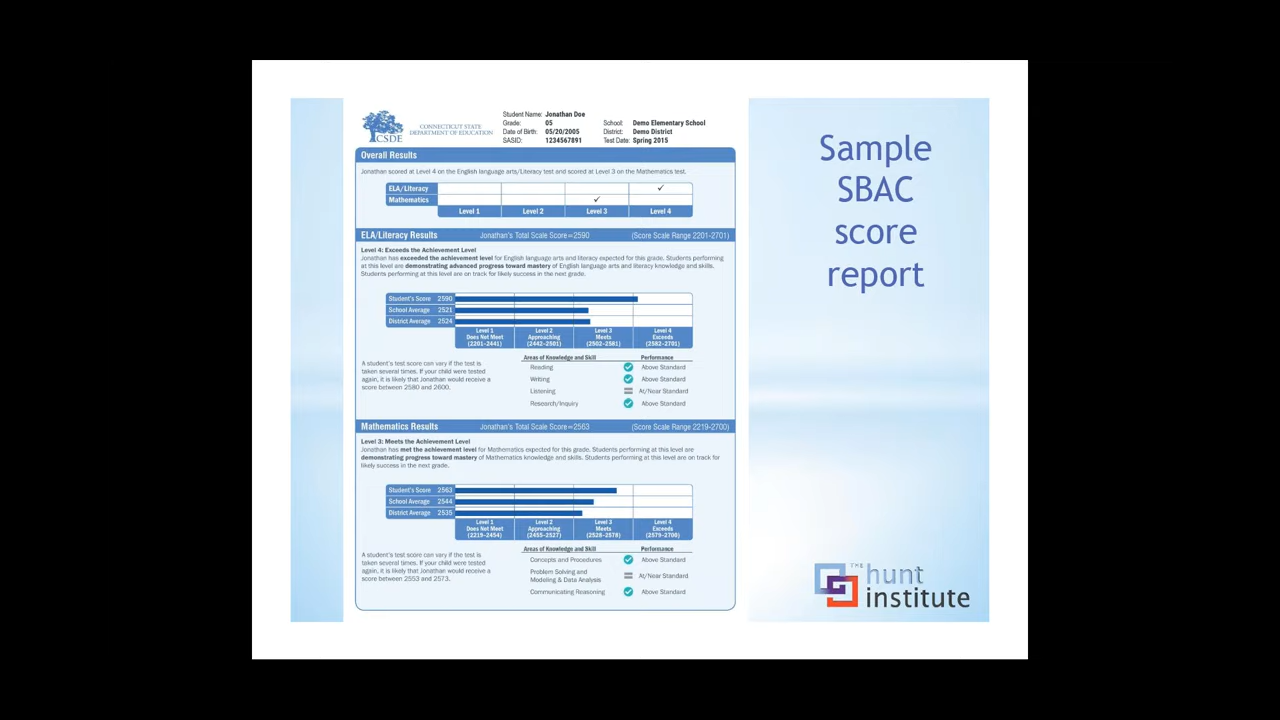 CSDE
CONNECTICUT STATE
DEPARTMENT OF EDUCATION
Student Name: Jonathan Doe
Grade: 05
Date of Birth: 05/20/2005
SASID: 1234567891
School: Demo Elementary School
District: Demo District
Test Date: Spring 2015
Overall Results
Jonathan scored at Level 4 on the English language arts/Literacy test and scored at Level 3 on the Mathematics test.
ELA/Literacy ✓
Mathematics ✓
Level 1 Level 2 Level 3 Level 4
ELA/Literacy Results Jonathan's Total Scale Score=2590 (Score Scale Range 2201-2701)
Level 4: Exceeds the Achievement Level
Jonathan has exceeded the achievement level for English language arts and literacy expected for this grade. Students performing
at this level are demonstrating advanced progress toward mastery of English language arts and literacy knowledge and skills.
Students performing at this level are on track for likely success in the next grade.
Student's Score 2590
School Average 2521
District Average 2524
Level 1 Level 2 Level 3 Level 4
Does Not Meet Approaching Meets Exceeds
(2201-2441) (2442-2501) (2502-2581) (2582-2701)
A student's test score can vary if the test is
taken several times. If your child were tested
again, it is likely that Jonathan would receive a
score between 2580 and 2600.
Areas of Knowledge and Skill Performance
Reading Above Standard
Writing Above Standard
Listening At/Near Standard
Research/Inquiry Above Standard
Mathematics Results Jonathan's Total Scale Score=2563 (Score Scale Range 2219-2700)
Level 3: Meets the Achievement Level
Jonathan has met the achievement level for Mathematics expected for this grade. Students performing at this level are
demonstrating progress toward mastery of Mathematics knowledge and skills. Students performing at this level are on track for
likely success in the next grade.
Student's Score 2563
School Average 2544
District Average 2535
Level 1 Level 2 Level 3 Level 4
Does Not Meet Approaching Meets Exceeds
(2219-2454) (2455-2527) (2528-2578) (2579-2700)
A student's test score can vary if the test is
taken several times. If your child were tested
again, it is likely that Jonathan would receive a
score between 2553 and 2573.
Areas of Knowledge and Skill Performance
Concepts and Procedures Above Standard
Problem Solving and
Modeling & Data Analysis At/Near Standard
Communicating Reasoning Above Standard
Sample
SBAC
score
report
THE hunt
institute